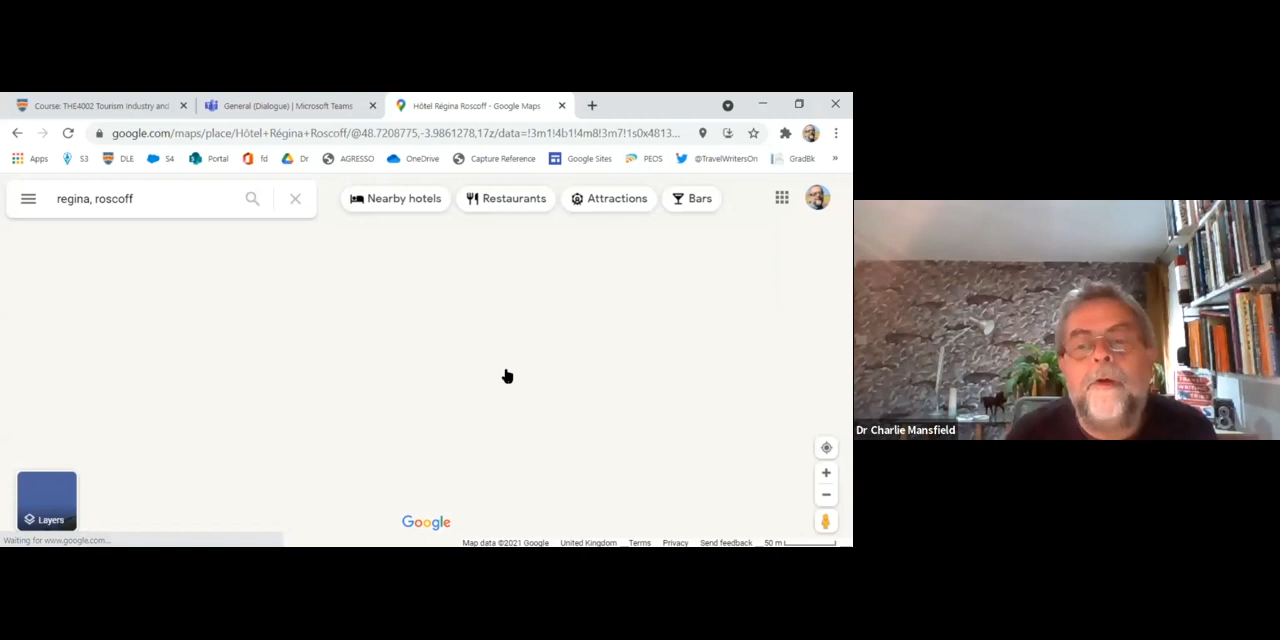 Course: THE4002 Tourism Industry and
General (Dialogue) | Microsoft Teams
Hôtel Régina Roscoff - Google Maps
google.com/maps/place/Hôtel+Régina+Roscoff/@48.7208775,-3.9861278,17z/data=!3m1!4b1!4m8!3m7!1s0x4813...
Apps S3 DLE S4 Portal fd Dr AGRESSO OneDrive Capture Reference Google Sites PEOS @TravelWritersOn GradBk »
regina, roscoff
Nearby hotels Restaurants Attractions Bars
Dr Charlie Mansfield
Layers
Google
Waiting for www.google.com...
Map data ©2021 Google United Kingdom Terms Privacy Send feedback 50 m